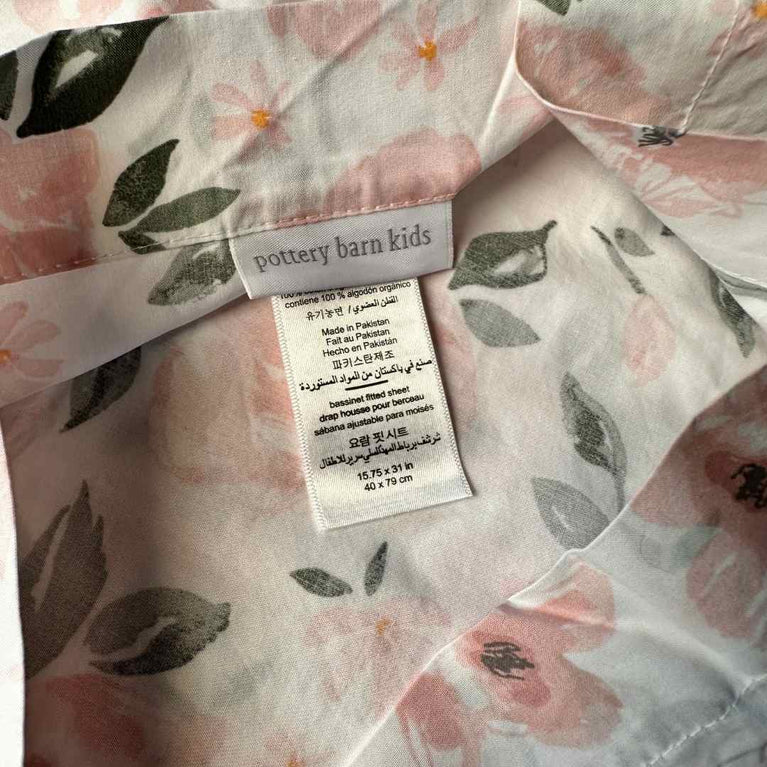 pottery barn kids
contiene 100 % algodón orgánico
유기농면 / القطن العضوي
Made in Pakistan
Fait au Pakistan
Hecho en Pakistán
파키스탄제조
صنع في باكستان من المواد المستوردة
bassinet fitted sheet
drap housse pour berceau
sábana ajustable para moisés
요람 핏 시트
15.75 x 31 in
40 x 79 cm